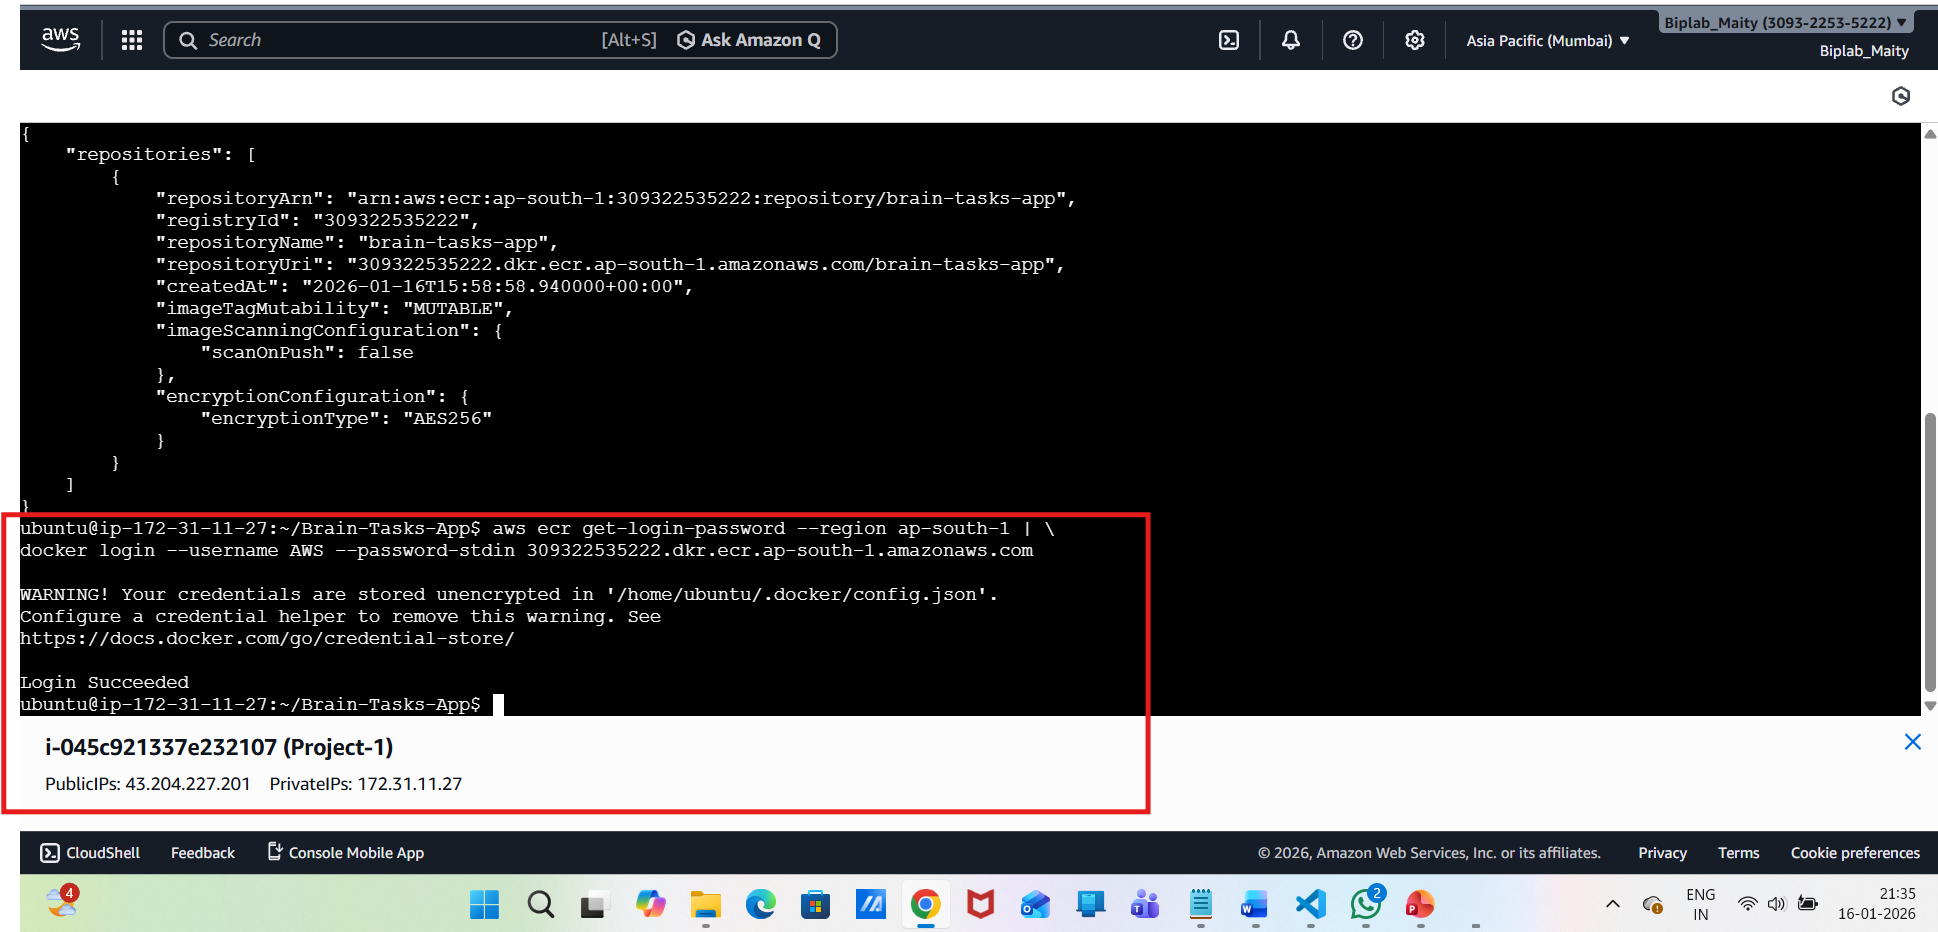 aws
Search [Alt+S] Ask Amazon Q
Asia Pacific (Mumbai) ▼
Biplab_Maity (3093-2253-5222) ▼
Biplab_Maity
{
    "repositories": [
        {
            "repositoryArn": "arn:aws:ecr:ap-south-1:309322535222:repository/brain-tasks-app",
            "registryId": "309322535222",
            "repositoryName": "brain-tasks-app",
            "repositoryUri": "309322535222.dkr.ecr.ap-south-1.amazonaws.com/brain-tasks-app",
            "createdAt": "2026-01-16T15:58:58.940000+00:00",
            "imageTagMutability": "MUTABLE",
            "imageScanningConfiguration": {
                "scanOnPush": false
            },
            "encryptionConfiguration": {
                "encryptionType": "AES256"
            }
        }
    ]
}
ubuntu@ip-172-31-11-27:~/Brain-Tasks-App$ aws ecr get-login-password --region ap-south-1 | \
docker login --username AWS --password-stdin 309322535222.dkr.ecr.ap-south-1.amazonaws.com
WARNING! Your credentials are stored unencrypted in '/home/ubuntu/.docker/config.json'.
Configure a credential helper to remove this warning. See
https://docs.docker.com/go/credential-store/
Login Succeeded
ubuntu@ip-172-31-11-27:~/Brain-Tasks-App$
i-045c921337e232107 (Project-1)
PublicIPs: 43.204.227.201 PrivateIPs: 172.31.11.27
CloudShell Feedback Console Mobile App © 2026, Amazon Web Services, Inc. or its affiliates. Privacy Terms Cookie preferences
4
2
ENG
IN
21:35
16-01-2026